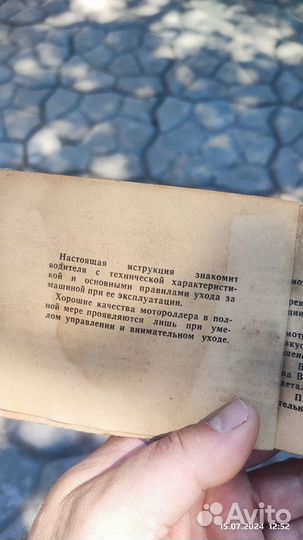 Настоящая иструкция знакомит
водителя с технической характеристи-
кой и основными правилами ухода за
машиной при ее эксплуатации.
Хорошие качества мотороллера в пол-
ной мере проявляются лишь при уме-
лом управлении и внимательном уходе.
Avito
15.07.2024 12:52